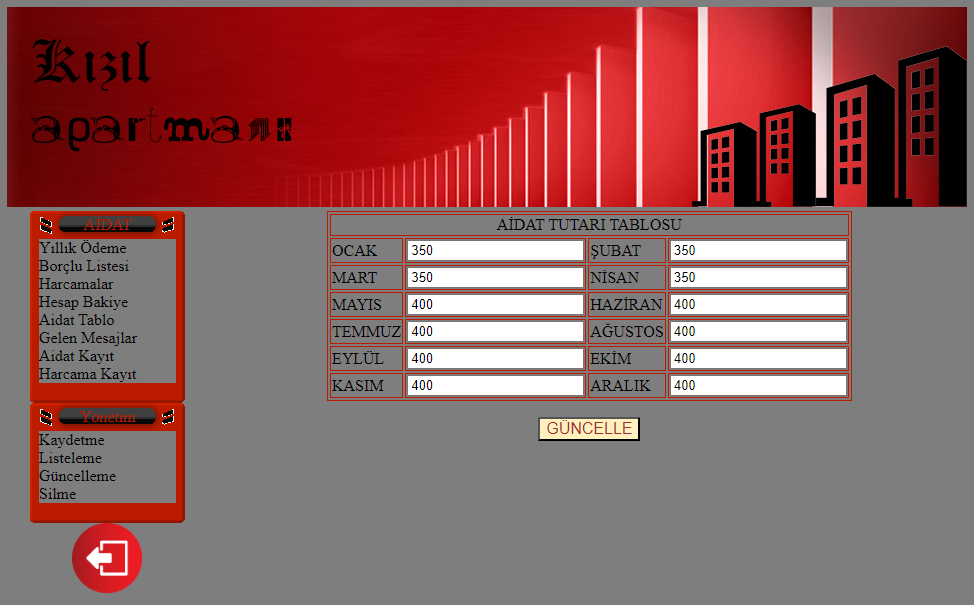 Kızıl
apartmanı
AİDAT
Yıllık Ödeme
Borçlu Listesi
Harcamalar
Hesap Bakiye
Aidat Tablo
Gelen Mesajlar
Aidat Kayıt
Harcama Kayıt
Yönetim
Kaydetme
Listeleme
Güncelleme
Silme
AİDAT TUTARI TABLOSU
OCAK 350 ŞUBAT 350
MART 350 NİSAN 350
MAYIS 400 HAZİRAN 400
TEMMUZ 400 AĞUSTOS 400
EYLÜL 400 EKİM 400
KASIM 400 ARALIK 400
GÜNCELLE